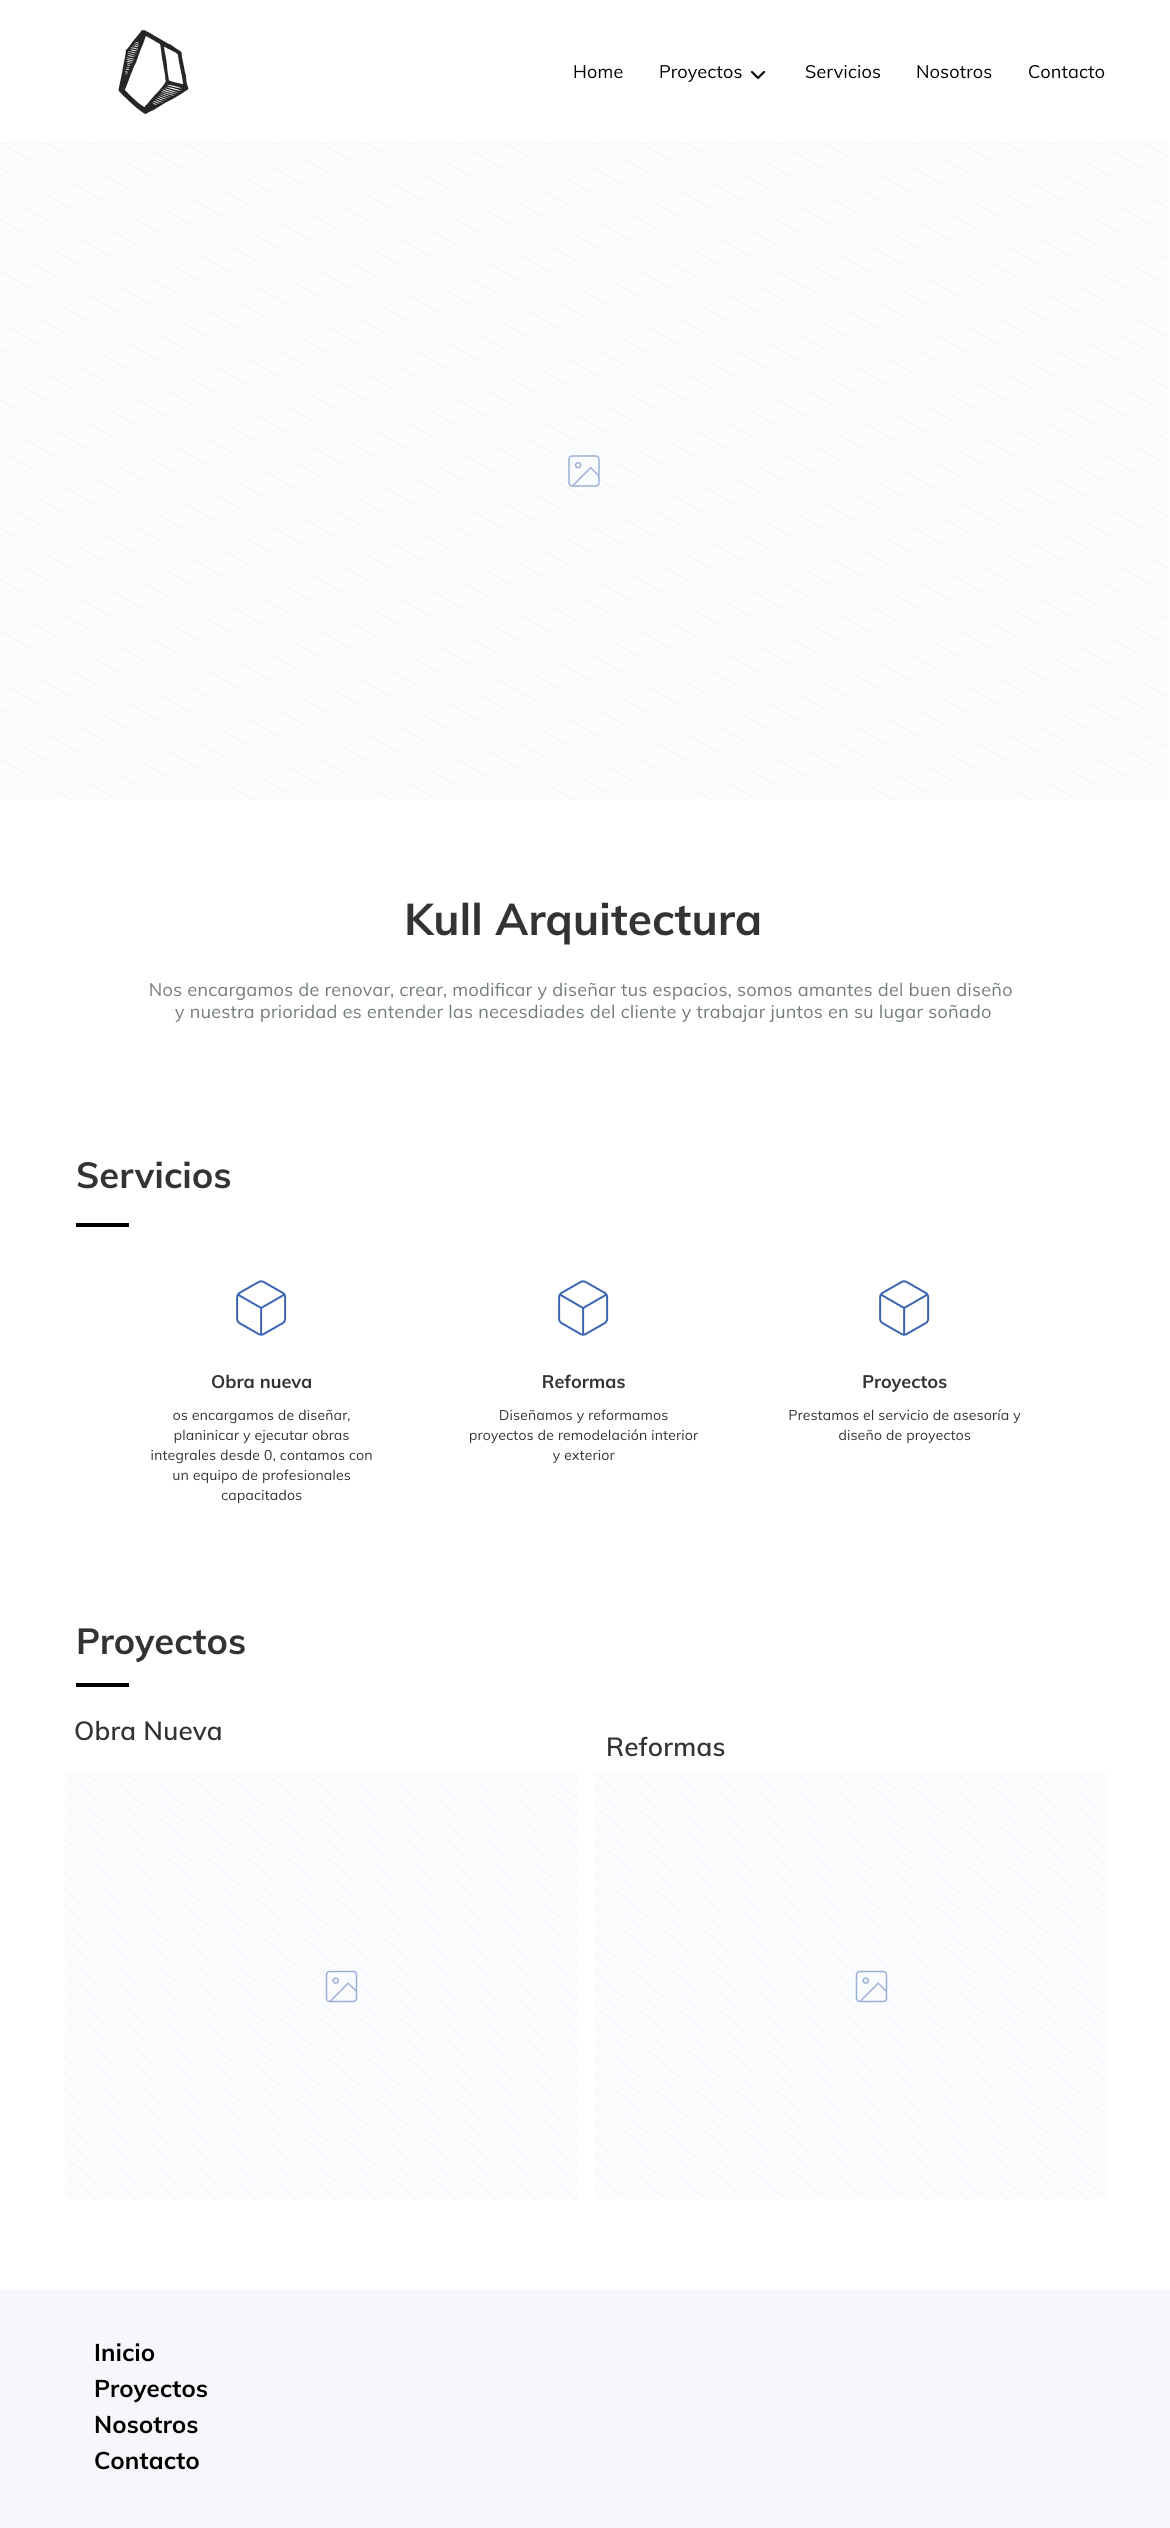 Home Proyectos Servicios Nosotros Contacto
Kull Arquitectura
Nos encargamos de renovar, crear, modificar y diseñar tus espacios, somos amantes del buen diseño
y nuestra prioridad es entender las necesdiades del cliente y trabajar juntos en su lugar soñado
Servicios
Obra nueva
os encargamos de diseñar,
planinicar y ejecutar obras
integrales desde 0, contamos con
un equipo de profesionales
capacitados
Reformas
Diseñamos y reformamos
proyectos de remodelación interior
y exterior
Proyectos
Prestamos el servicio de asesoría y
diseño de proyectos
Proyectos
Obra Nueva
Reformas
Inicio
Proyectos
Nosotros
Contacto